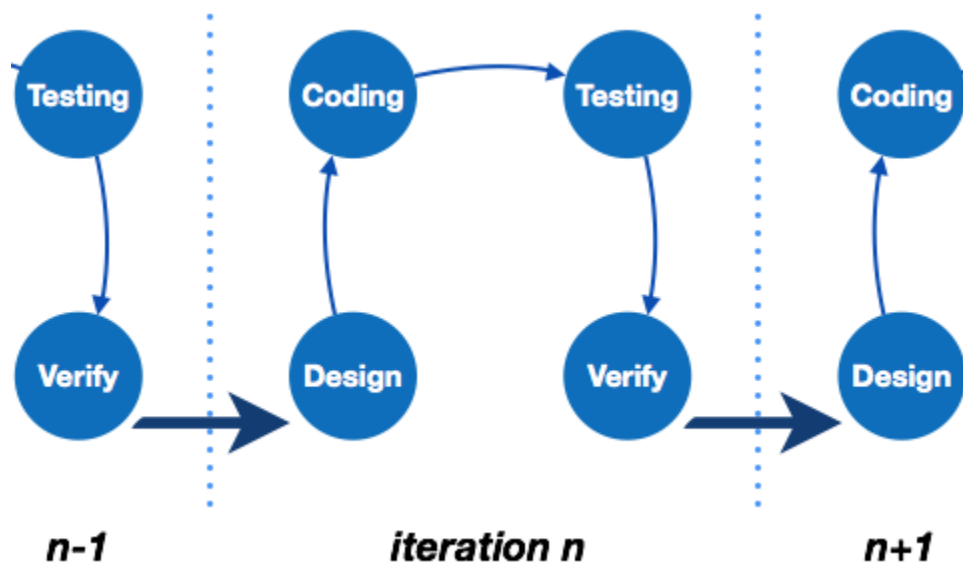 Testing
Coding
Testing
Coding
Verify
Design
Verify
Design
n-1
iteration n
n+1